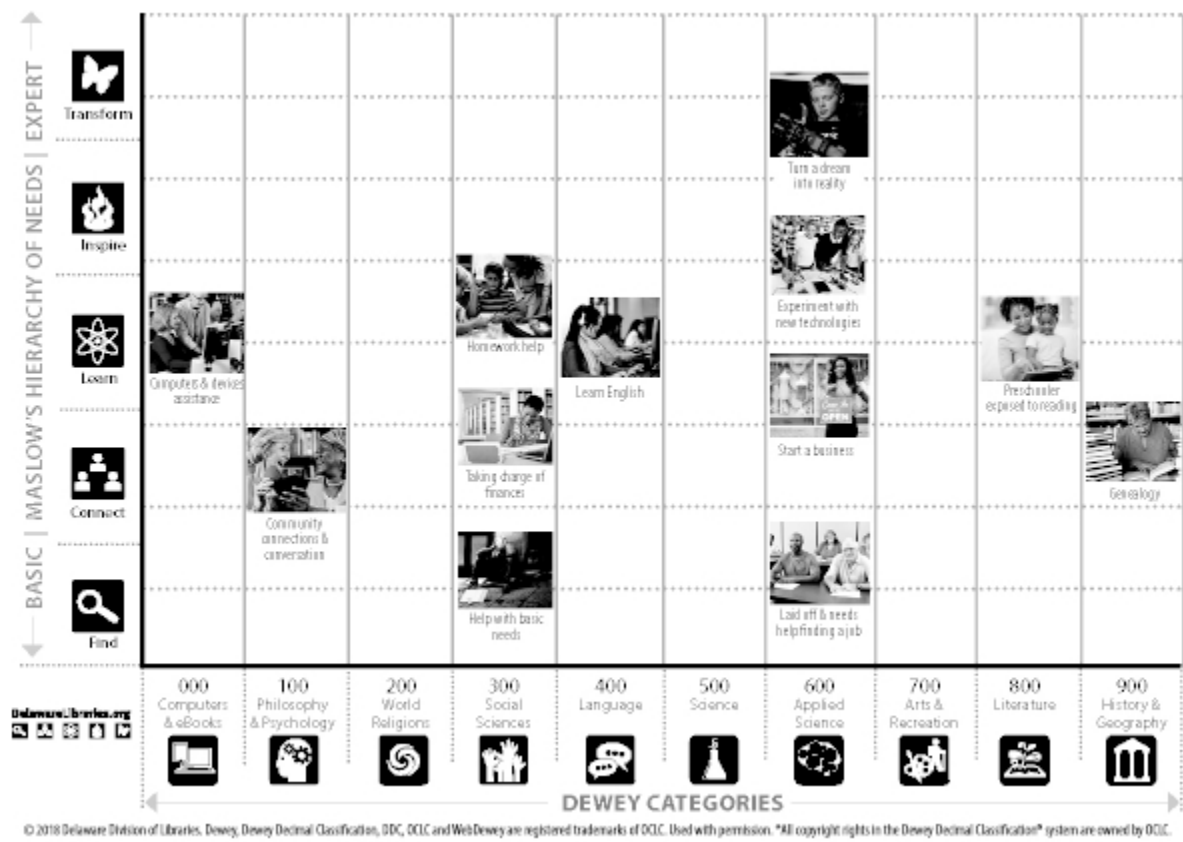 EXPERT
MASLOW'S HIERARCHY OF NEEDS
BASIC
Transform
Inspire
Learn
Connect
Find
Turn a dream
into reality
Experiment with
new technologies
Homework help
Computers & devices
assistance
Learn English
Preschooler
exposed to reading
Start a business
Taking charge of
finances
Genealogy
OPEN
Community
connections &
conversation
Help with basic
needs
Laid off & needs
help finding a job
000
Computers
& eBooks
100
Philosophy
& Psychology
200
World
Religions
300
Social
Sciences
400
Language
500
Science
600
Applied
Science
700
Arts &
Recreation
800
Literature
900
History &
Geography
DelawareLibraries.org
DEWEY CATEGORIES
© 2018 Delaware Division of Libraries. Dewey, Dewey Decimal Classification, DDC, OCLC and WebDewey are registered trademarks of OCLC. Used with permission. "All copyright rights in the Dewey Decimal Classification® system are owned by OCLC.